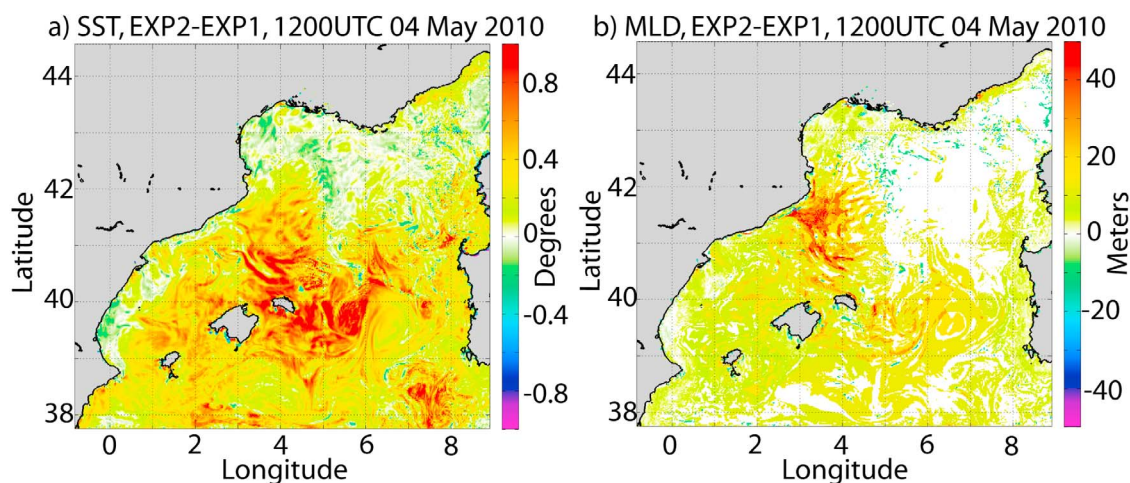 a) SST, EXP2-EXP1, 1200UTC 04 May 2010
44
42
40
38
Latitude
0 2 4 6 8
Longitude
0.8
0.4
0
-0.4
-0.8
Degrees
b) MLD, EXP2-EXP1, 1200UTC 04 May 2010
44
42
40
38
Latitude
0 2 4 6 8
Longitude
40
20
0
-20
-40
Meters